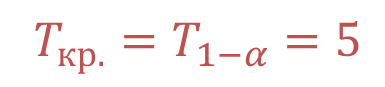 Tкр. = T1−α = 5